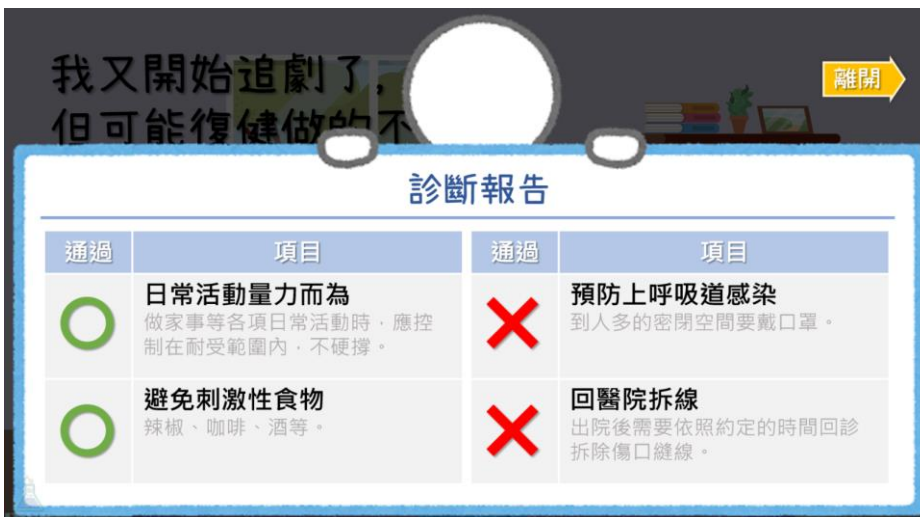 我又開始追劇了,
但可能復健做的不
離開
診斷報告
通過
項目
通過
項目
日常活動量力而為
做家事等各項日常活動時，應控
制在耐受範圍內，不硬撐。
預防上呼吸道感染
到人多的密閉空間要戴口罩。
避免刺激性食物
辣椒、咖啡、酒等。
回醫院拆線
出院後需要依照約定的時間回診
拆除傷口縫線。